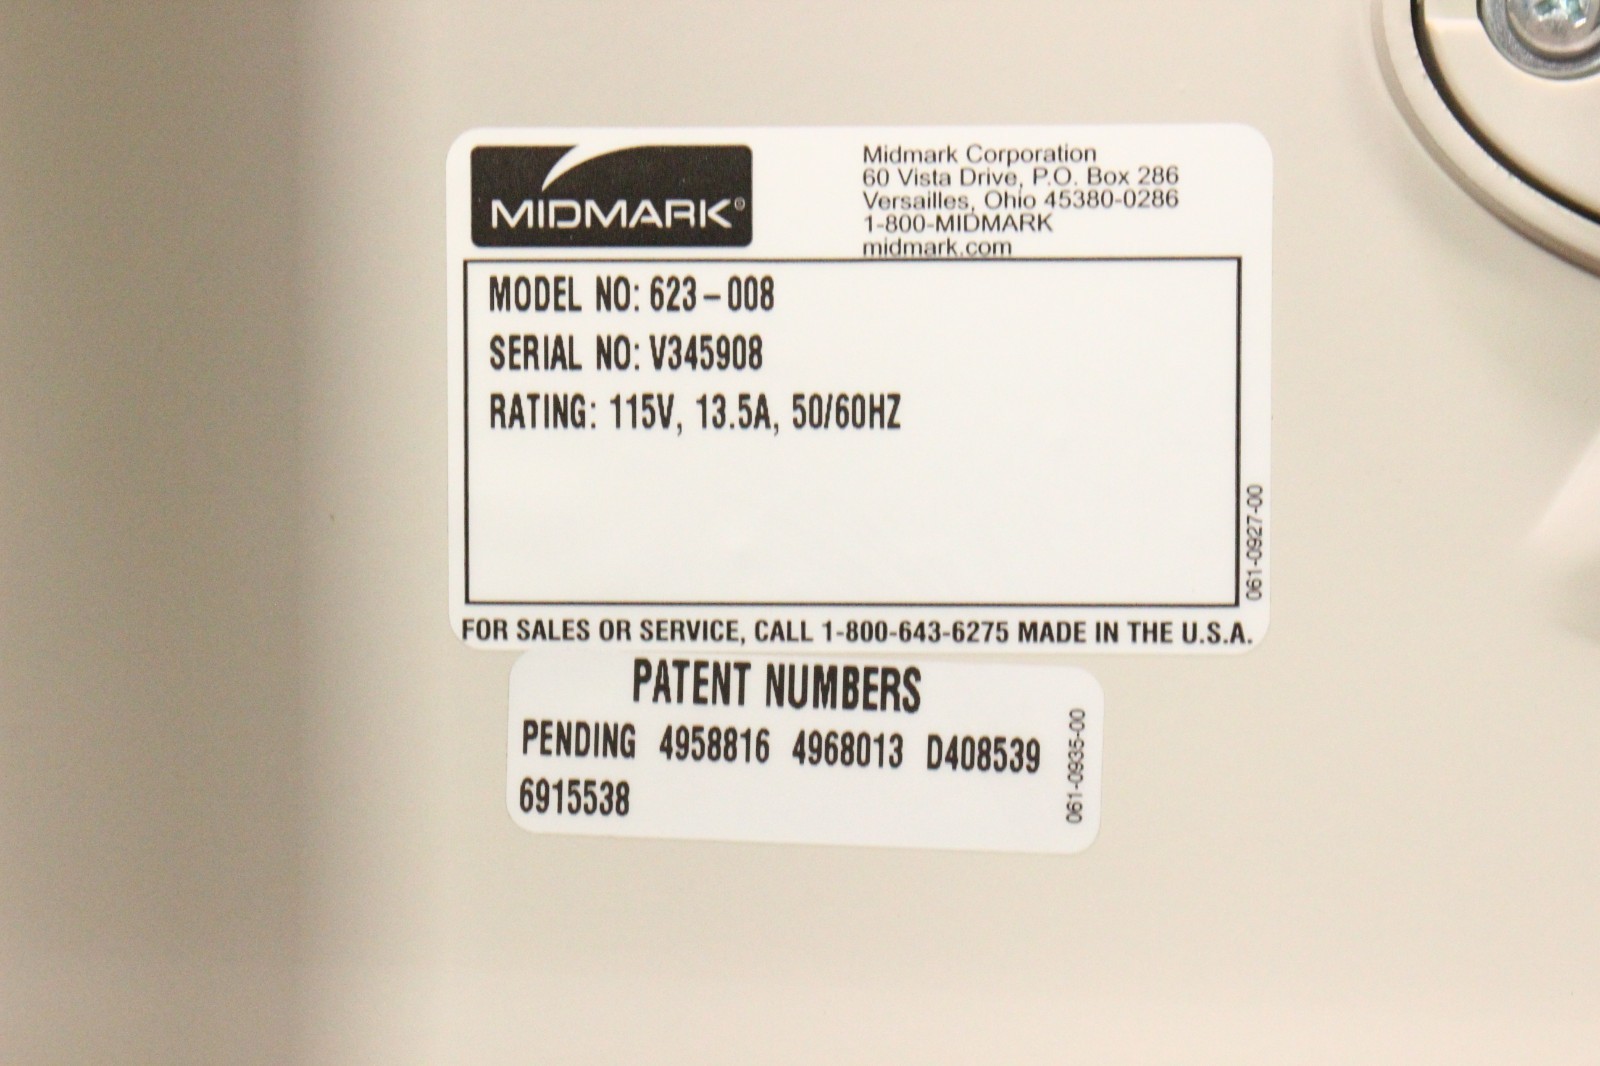 MIDMARK®
Midmark Corporation
60 Vista Drive, P.O. Box 286
Versailles, Ohio 45380-0286
1-800-MIDMARK
midmark.com
MODEL NO: 623-008
SERIAL NO: V345908
RATING: 115V, 13.5A, 50/60HZ
061-0927-00
FOR SALES OR SERVICE, CALL 1-800-643-6275 MADE IN THE U.S.A.
PATENT NUMBERS
PENDING 4958816 4968013 D408539
6915538
061-0935-00